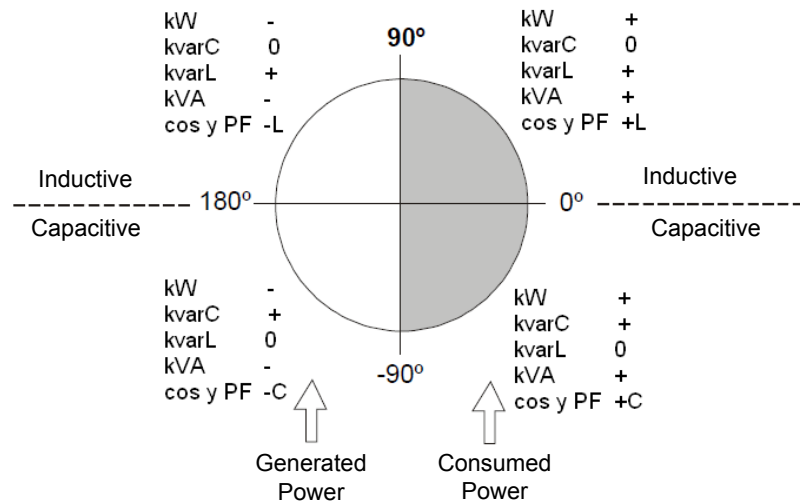 kW -
kvarC 0
kvarL +
kVA -
cos y PF -L
90º
kW +
kvarC 0
kvarL +
kVA +
cos y PF +L
Inductive
180º
Capacitive
0º
Inductive
Capacitive
kW -
kvarC +
kvarL 0
kVA -
cos y PF -C
-90º
kW +
kvarC +
kvarL 0
kVA +
cos y PF +C
Generated
Power
Consumed
Power